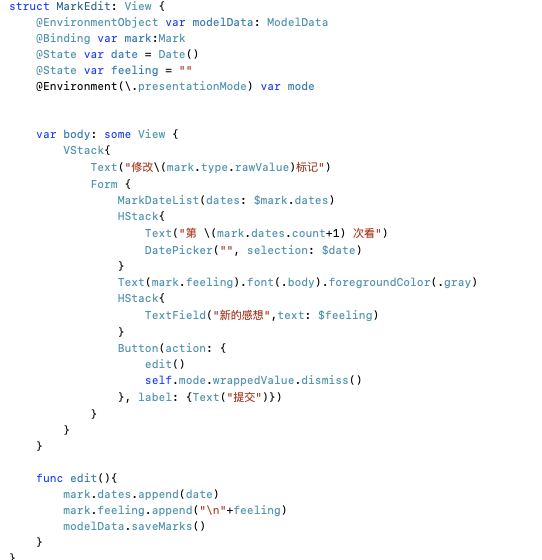 struct MarkEdit: View {
@EnvironmentObject var modelData: ModelData
@Binding var mark:Mark
@State var date = Date()
@State var feeling = ""
@Environment(\.presentationMode) var mode
var body: some View {
VStack{
Text("修改\(mark.type.rawValue)标记")
Form {
MarkDateList(dates: $mark.dates)
HStack{
Text("第 \(mark.dates.count+1) 次看")
DatePicker("", selection: $date)
}
Text(mark.feeling).font(.body).foregroundColor(.gray)
HStack{
TextField("新的感想",text: $feeling)
}
Button(action: {
edit()
self.mode.wrappedValue.dismiss()
}, label: {Text("提交")})
}
}
}
func edit(){
mark.dates.append(date)
mark.feeling.append("\n"+feeling)
modelData.saveMarks()
}
}